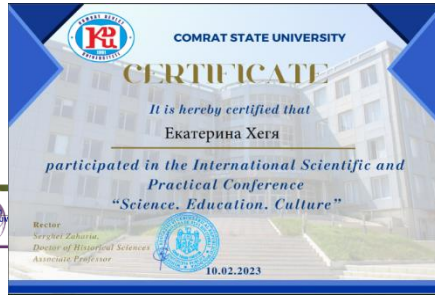 COMRAT STATE UNIVERSITY
CERTIFICATE
It is hereby certified that
Екатерина Хегя
participated in the International Scientific and
Practical Conference
“Science. Education. Culture”
Rector
Serghei Zaharia,
Doctor of Historical Sciences
Associate Professor
10.02.2023